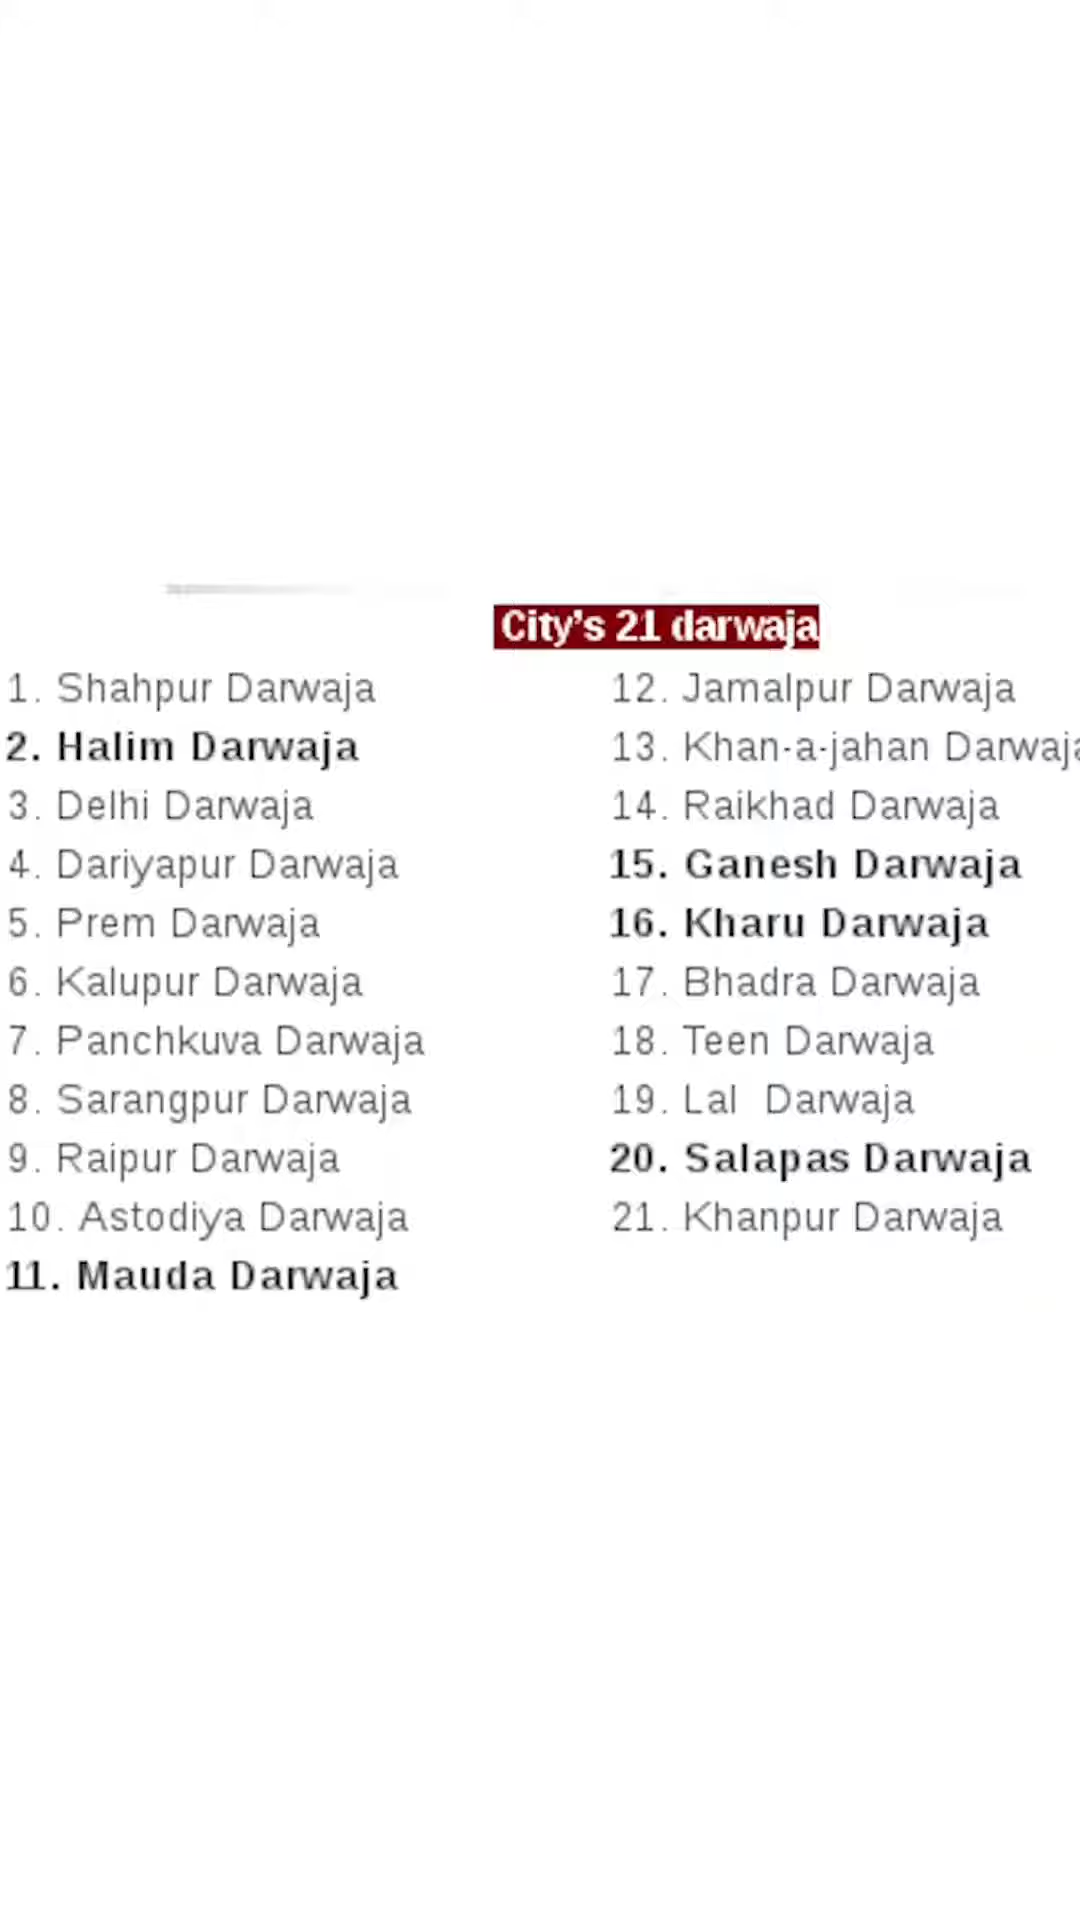 City's 21 darwaja
1. Shahpur Darwaja
2. Halim Darwaja
3. Delhi Darwaja
4. Dariyapur Darwaja
5. Prem Darwaja
6. Kalupur Darwaja
7. Panchkuva Darwaja
8. Sarangpur Darwaja
9. Raipur Darwaja
10. Astodiya Darwaja
11. Mauda Darwaja
12. Jamalpur Darwaja
13. Khan-a-jahan Darwaja
14. Raikhad Darwaja
15. Ganesh Darwaja
16. Kharu Darwaja
17. Bhadra Darwaja
18. Teen Darwaja
19. Lal Darwaja
20. Salapas Darwaja
21. Khanpur Darwaja